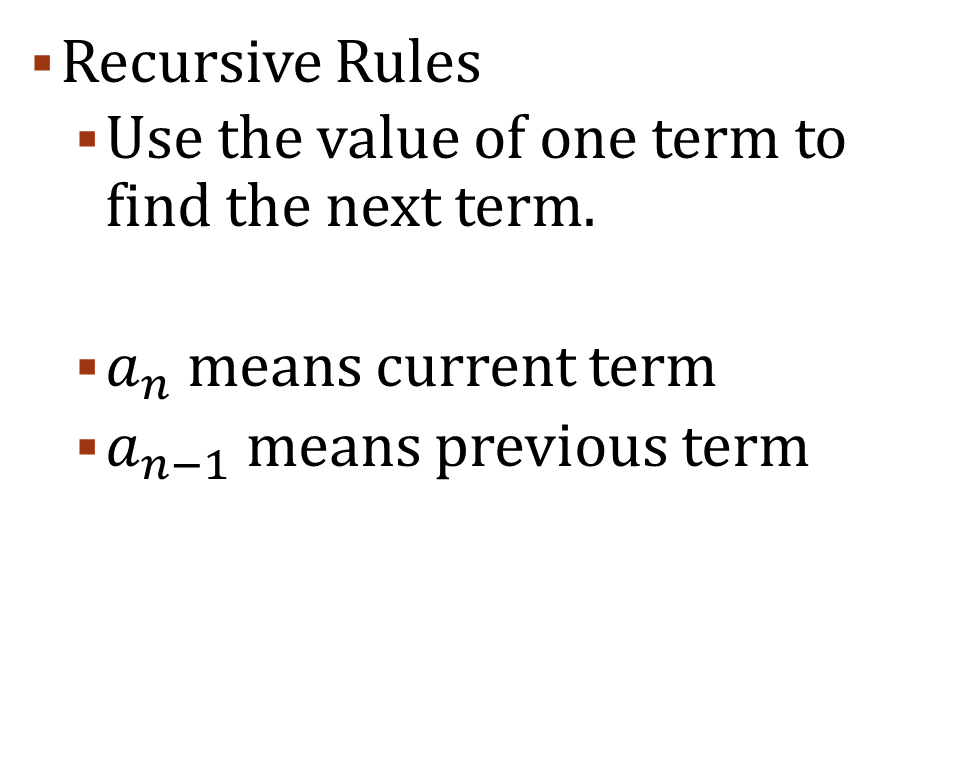 ▪ Recursive Rules
▪ Use the value of one term to
find the next term.
▪ 𝑎ₙ means current term
▪ 𝑎ₙ₋₁ means previous term